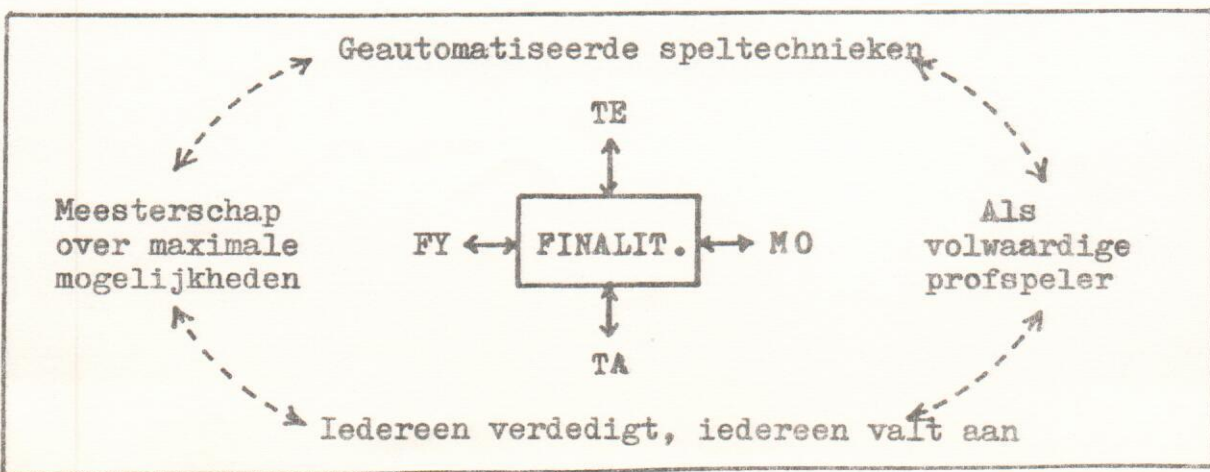 Geautomatiseerde speltechnieken
TE
Meesterschap
over maximale
mogelijkheden
FY
FINALIT.
MO
Als
volwaardige
profspeler
TA
Iedereen verdedigt, iedereen valt aan